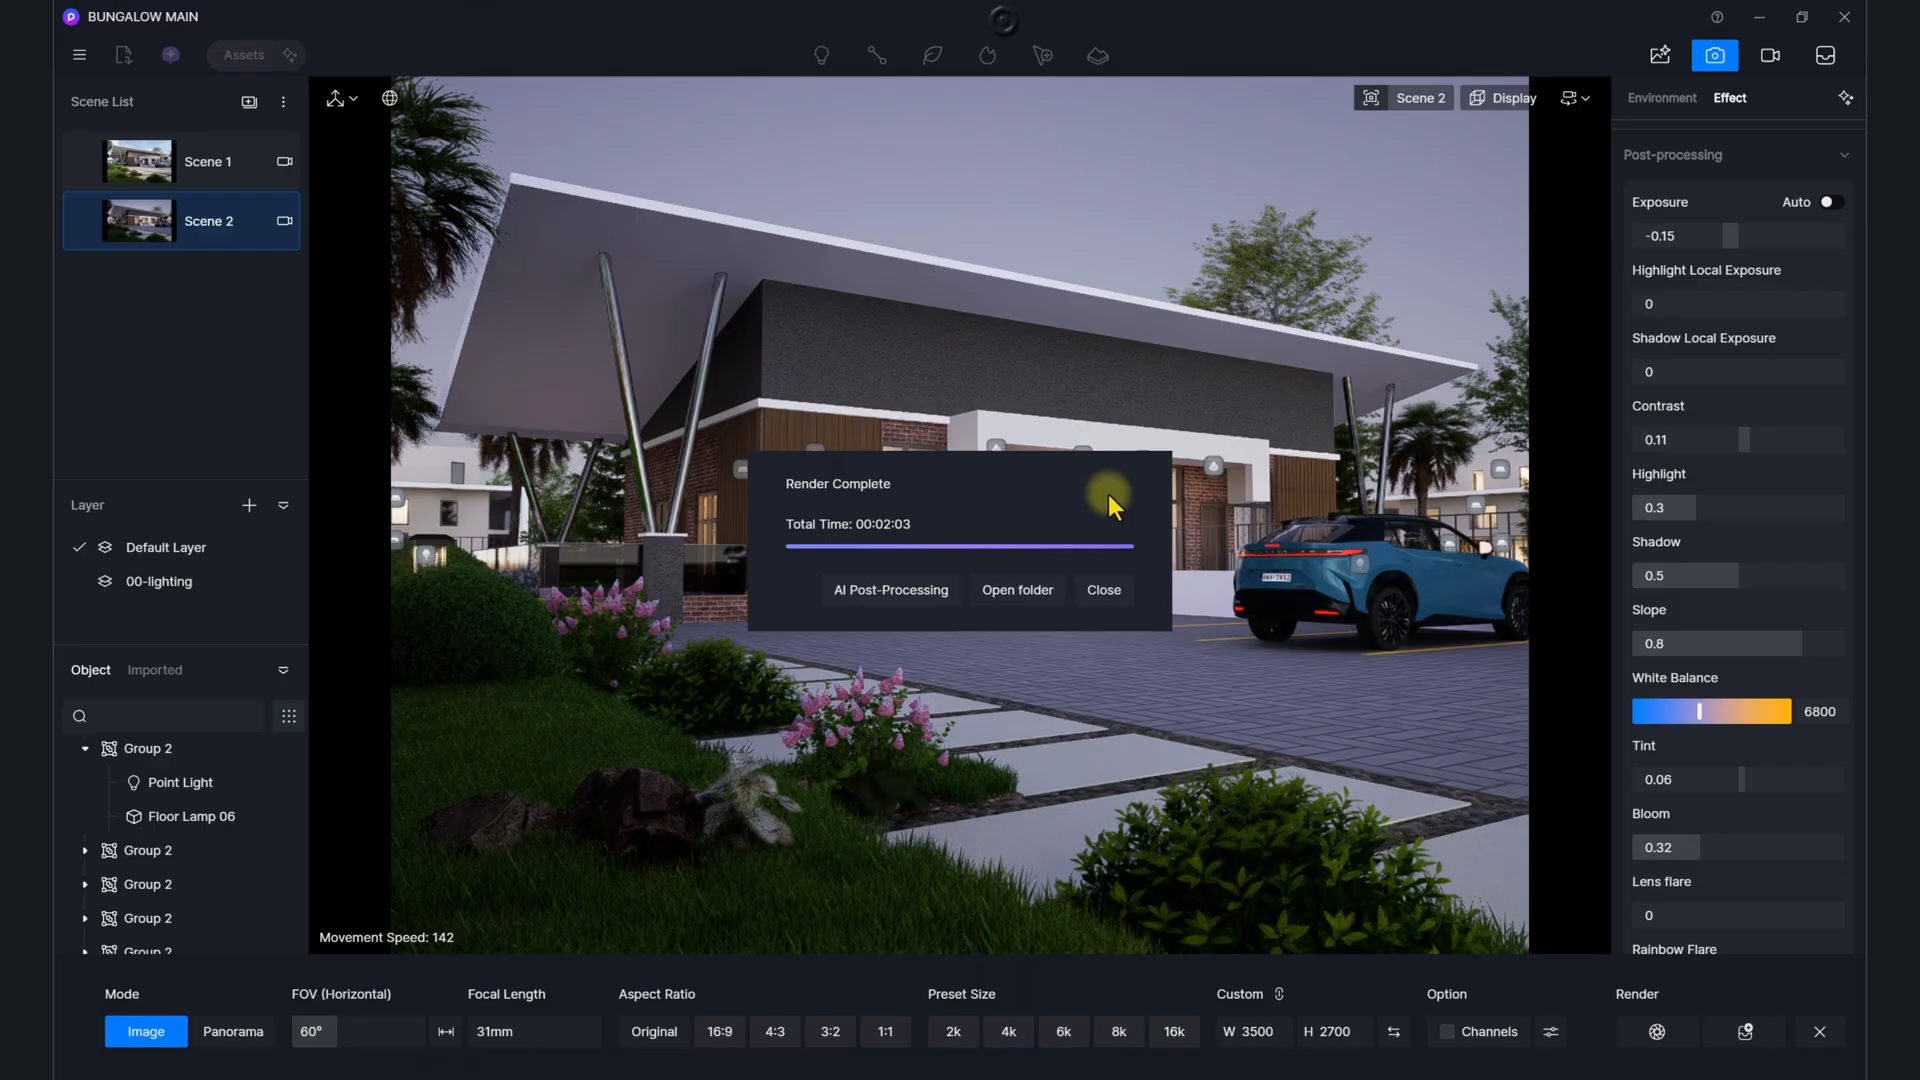 BUNGALOW MAIN
Assets
Scene List
Scene 1
Scene 2
Layer
Default Layer
00-lighting
Object Imported
Group 2
Point Light
Floor Lamp 06
Group 2
Group 2
Group 2
Group 2
Scene 2 Display
Render Complete
Total Time: 00:02:03
AI Post-Processing Open folder Close
Movement Speed: 142
Environment Effect
Post-processing
Exposure Auto
-0.15
Highlight Local Exposure
0
Shadow Local Exposure
0
Contrast
0.11
Highlight
0.3
Shadow
0.5
Slope
0.8
White Balance
6800
Tint
0.06
Bloom
0.32
Lens flare
0
Rainbow Flare
Mode FOV (Horizontal) Focal Length Aspect Ratio Preset Size Custom Option Render
Image Panorama 60° 31mm Original 16:9 4:3 3:2 1:1 2k 4k 6k 8k 16k W 3500 H 2700 Channels